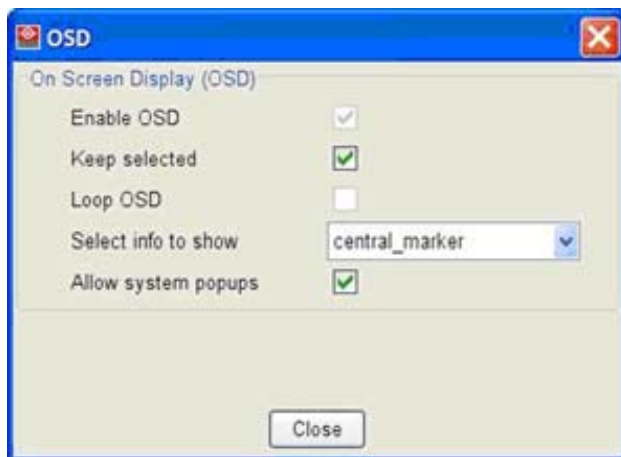 OSD
On Screen Display (OSD)
Enable OSD
Keep selected
Loop OSD
Select info to show central_marker
Allow system popups
Close